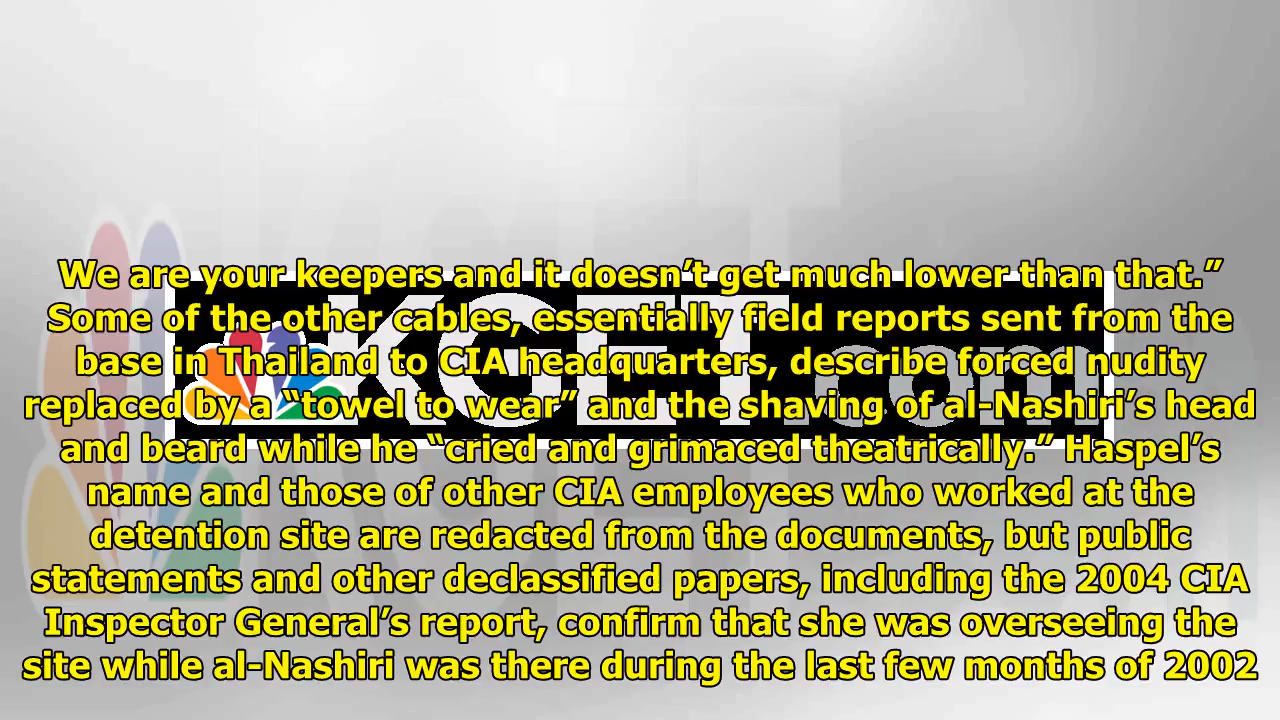 We are your keepers and it doesn’t get much lower than that.”
Some of the other cables, essentially field reports sent from the
base in Thailand to CIA headquarters, describe forced nudity
replaced by a “towel to wear” and the shaving of al-Nashiri’s head
and beard while he “cried and grimaced theatrically.” Haspel’s
name and those of other CIA employees who worked at the
detention site are redacted from the documents, but public
statements and other declassified papers, including the 2004 CIA
Inspector General’s report, confirm that she was overseeing the
site while al-Nashiri was there during the last few months of 2002
KGET.com